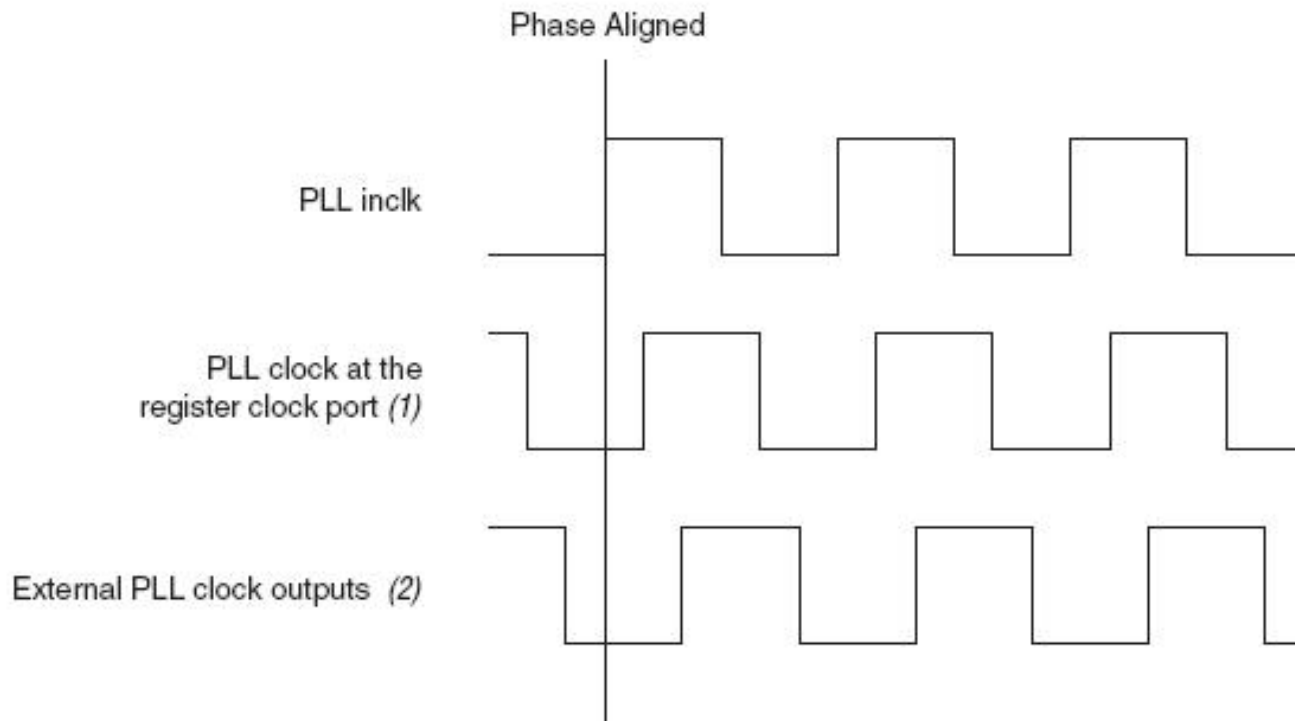 Phase Aligned
PLL inclk
PLL clock at the
register clock port (1)
External PLL clock outputs (2)